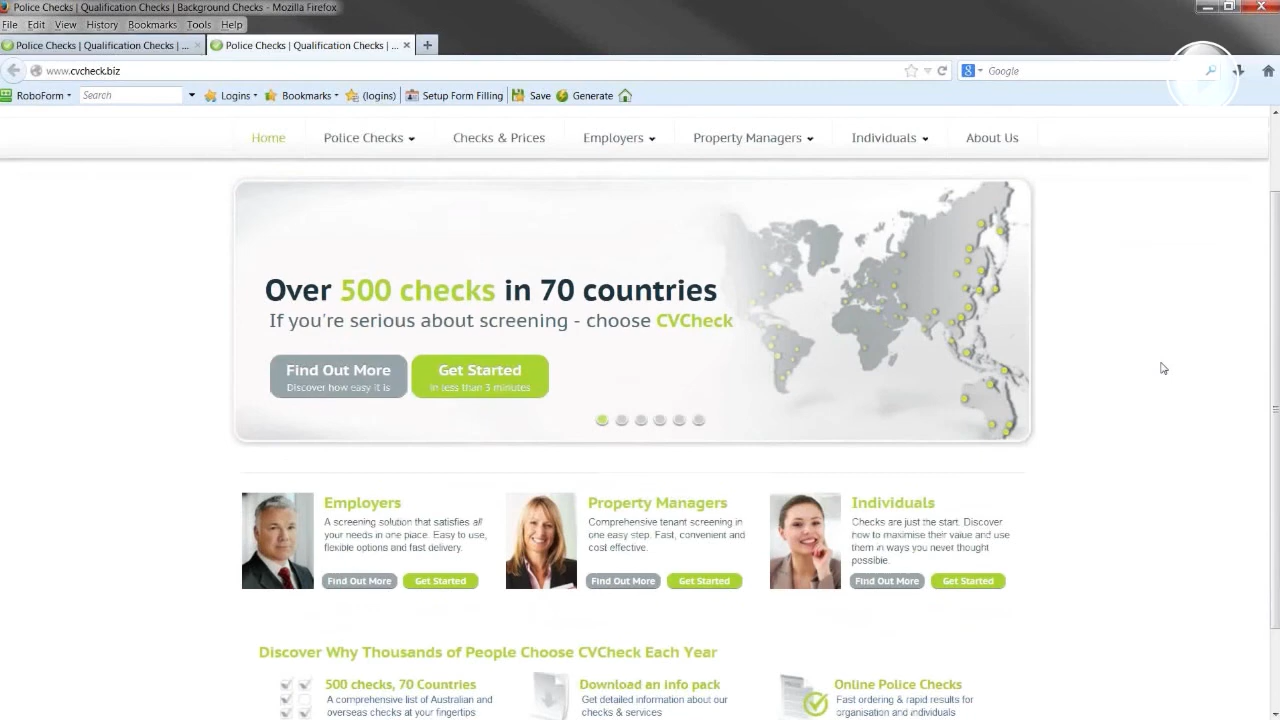 Police Checks | Qualification Checks | Background Checks - Mozilla Firefox
File Edit View History Bookmarks Tools Help
Police Checks | Qualification Checks | ... × Police Checks | Qualification Checks | ... × +
www.cvcheck.biz Google
RoboForm Search Logins Bookmarks (logins) Setup Form Filling Save Generate
Home Police Checks Checks & Prices Employers Property Managers Individuals About Us
Over 500 checks in 70 countries
If you're serious about screening - choose CVCheck
Find Out More Get Started
Discover how easy it is In less than 3 minutes
Employers
A screening solution that satisfies all
your needs in one place. Easy to use,
flexible options and fast delivery.
Find Out More Get Started
Property Managers
Comprehensive tenant screening in
one easy step. Fast, convenient and
cost effective.
Find Out More Get Started
Individuals
Checks are just the start. Discover
how to maximise their value and use
them in ways you never thought
possible.
Find Out More Get Started
Discover Why Thousands of People Choose CVCheck Each Year
500 checks, 70 Countries
A comprehensive list of Australian and
overseas checks at your fingertips
Download an info pack
Get detailed information about our
checks & services
Online Police Checks
Fast ordering & rapid results for
organisation and individuals